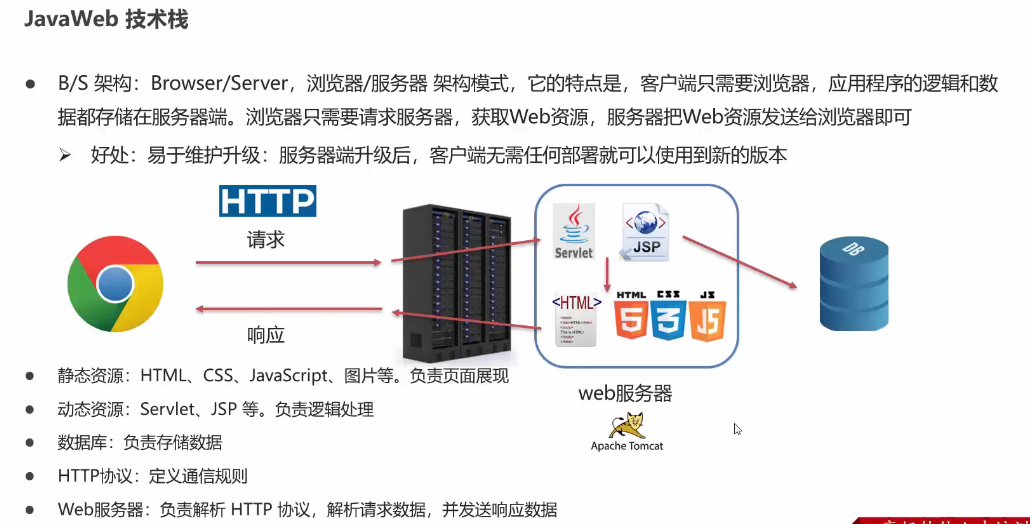 JavaWeb 技术栈
● B/S 架构：Browser/Server，浏览器/服务器 架构模式，它的特点是，客户端只需要浏览器，应用程序的逻辑和数
据都存储在服务器端。浏览器只需要请求服务器，获取Web资源，服务器把Web资源发送给浏览器即可
➢ 好处：易于维护升级：服务器端升级后，客户端无需任何部署就可以使用到新的版本
HTTP
请求
响应
Servlet
JSP
<HTML>
HTML
5
CSS
3
JS
JS
DB
web服务器
Apache Tomcat
● 静态资源：HTML、CSS、JavaScript、图片等。负责页面展现
● 动态资源：Servlet、JSP 等。负责逻辑处理
● 数据库：负责存储数据
● HTTP协议：定义通信规则
● Web服务器：负责解析 HTTP 协议，解析请求数据，并发送响应数据